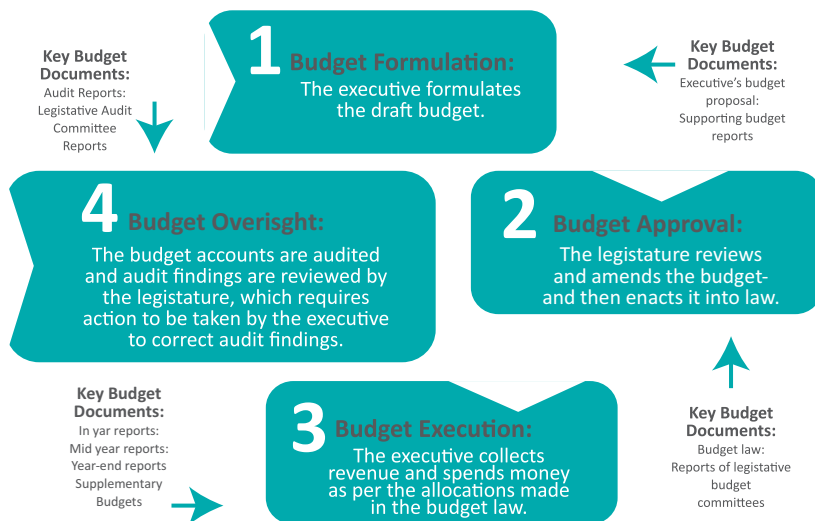 1 Budget Formulation:
The executive formulates
the draft budget.
Key Budget
Documents:
Executive's budget
proposal:
Supporting budget
reports
2 Budget Approval:
The legistature reviews
and amends the budget-
and then enacts it into law.
Key Budget
Documents:
Budget law:
Reports of legistative
budget
committees
3 Budget Execution:
The executive collects
revenue and spends money
as per the allocations made
in the budget law.
Key Budget
Documents:
In yar reports:
Mid year reports:
Year-end reports
Supplementary
Budgets
4 Budget Overisght:
The budget accounts are audited
and audit findings are reviewed by
the legistature, which requires
action to be taken by the executive
to correct audit findings.
Key Budget
Documents:
Audit Reports:
Legistative Audit
Committee
Reports